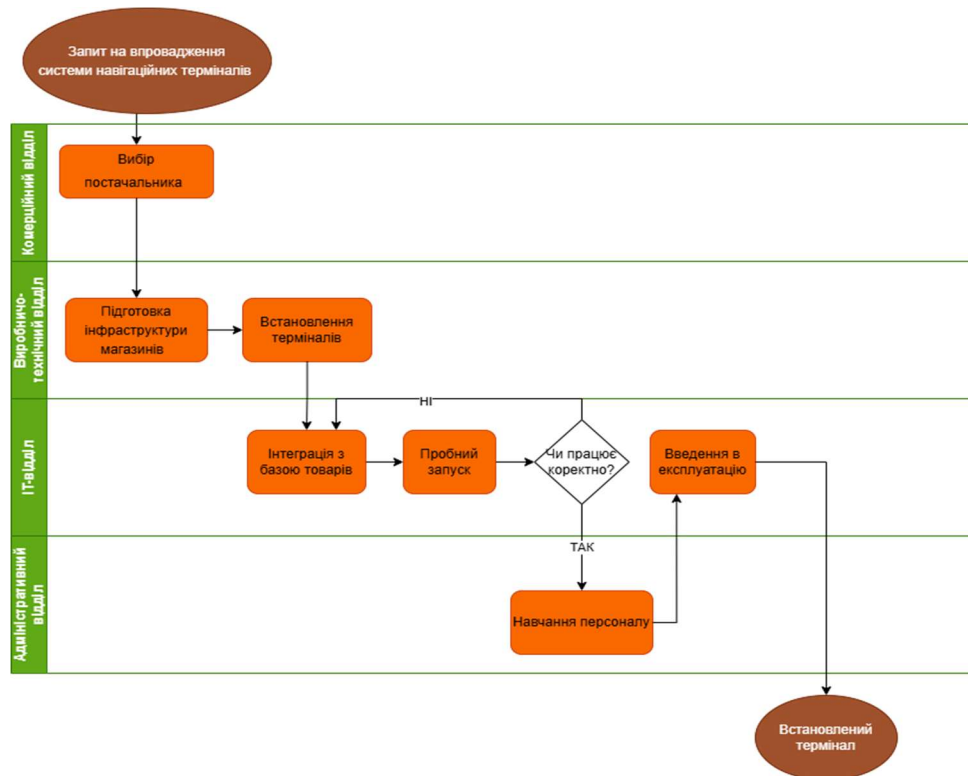 Запит на впровадження
системи навігаційних терміналів
Комерційний відділ
Вибір
постачальника
Виробничо-
технічний відділ
Підготовка
інфраструктури
магазинів
Встановлення
терміналів
НІ
ІТ-відділ
Інтеграція з
базою товарів
Пробний
запуск
Чи працює
коректно?
Введення в
експлуатацію
ТАК
Адміністративний
відділ
Навчання персоналу
Встановлений
термінал